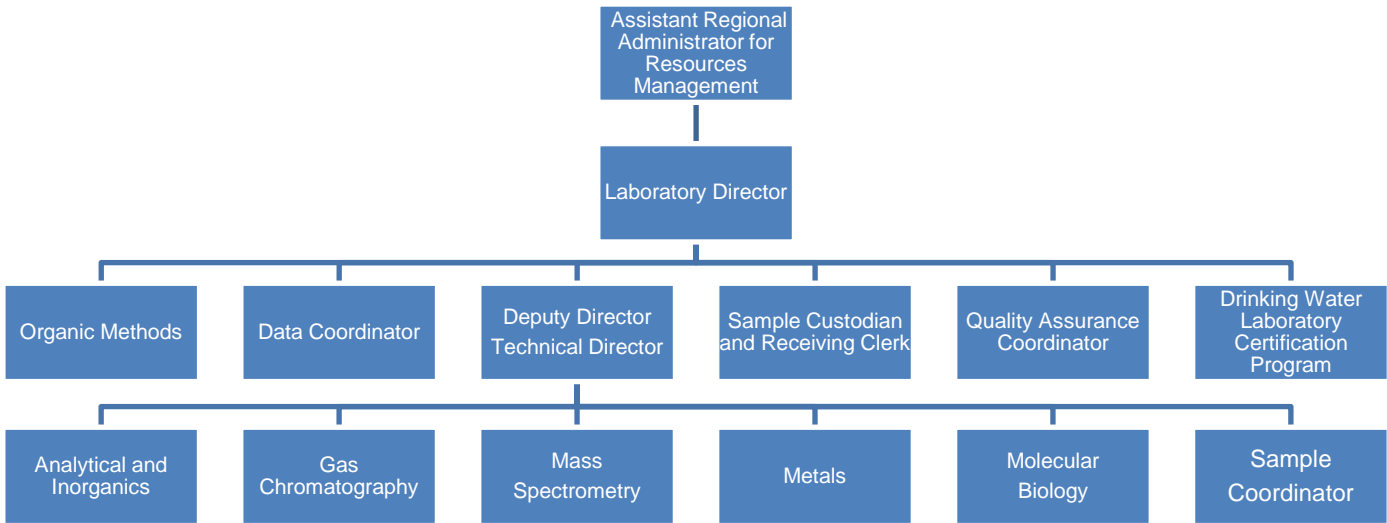 Assistant Regional
Administrator for
Resources
Management
Laboratory Director
Organic Methods
Data Coordinator
Deputy Director
Technical Director
Sample Custodian
and Receiving Clerk
Quality Assurance
Coordinator
Drinking Water
Laboratory
Certification
Program
Analytical and
Inorganics
Gas
Chromatography
Mass
Spectrometry
Metals
Molecular
Biology
Sample
Coordinator